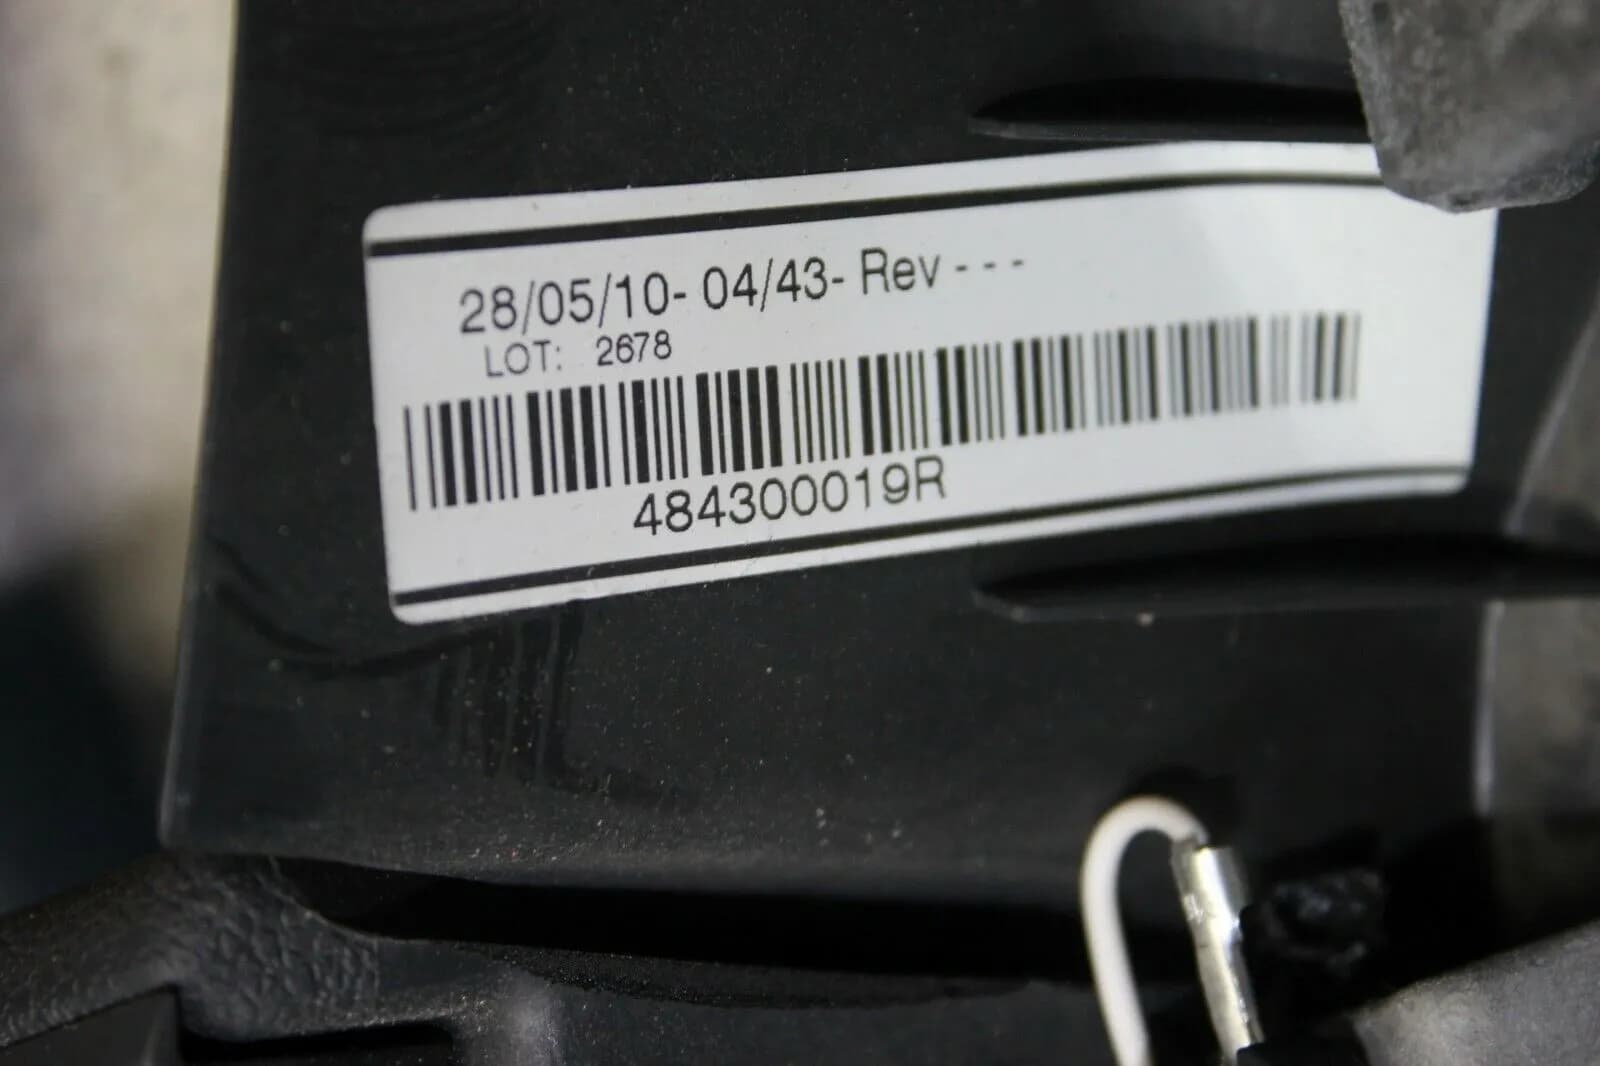 28/05/10- 04/43- Rev - - -
LOT: 2678
484300019R